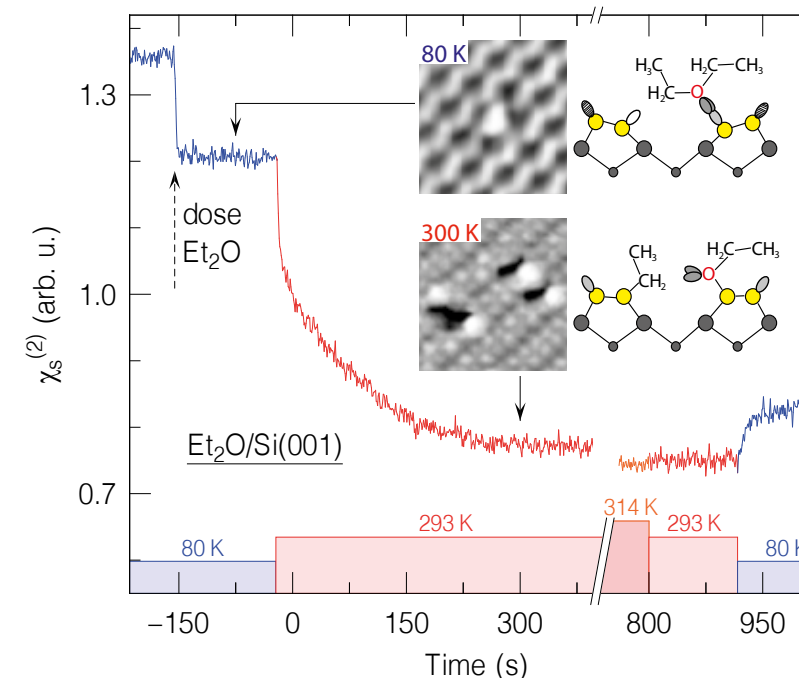 χₛ⁽²⁾ (arb. u.)
1.3
1.0
0.7
dose
Et₂O
80 K
H₃C
H₂C—CH₃
H₂C
O
300 K
CH₃
CH₂
H₂C—CH₃
O
Et₂O/Si(001)
80 K
293 K
314 K
293 K
80 K
−150
0
150
300
800
950
Time (s)